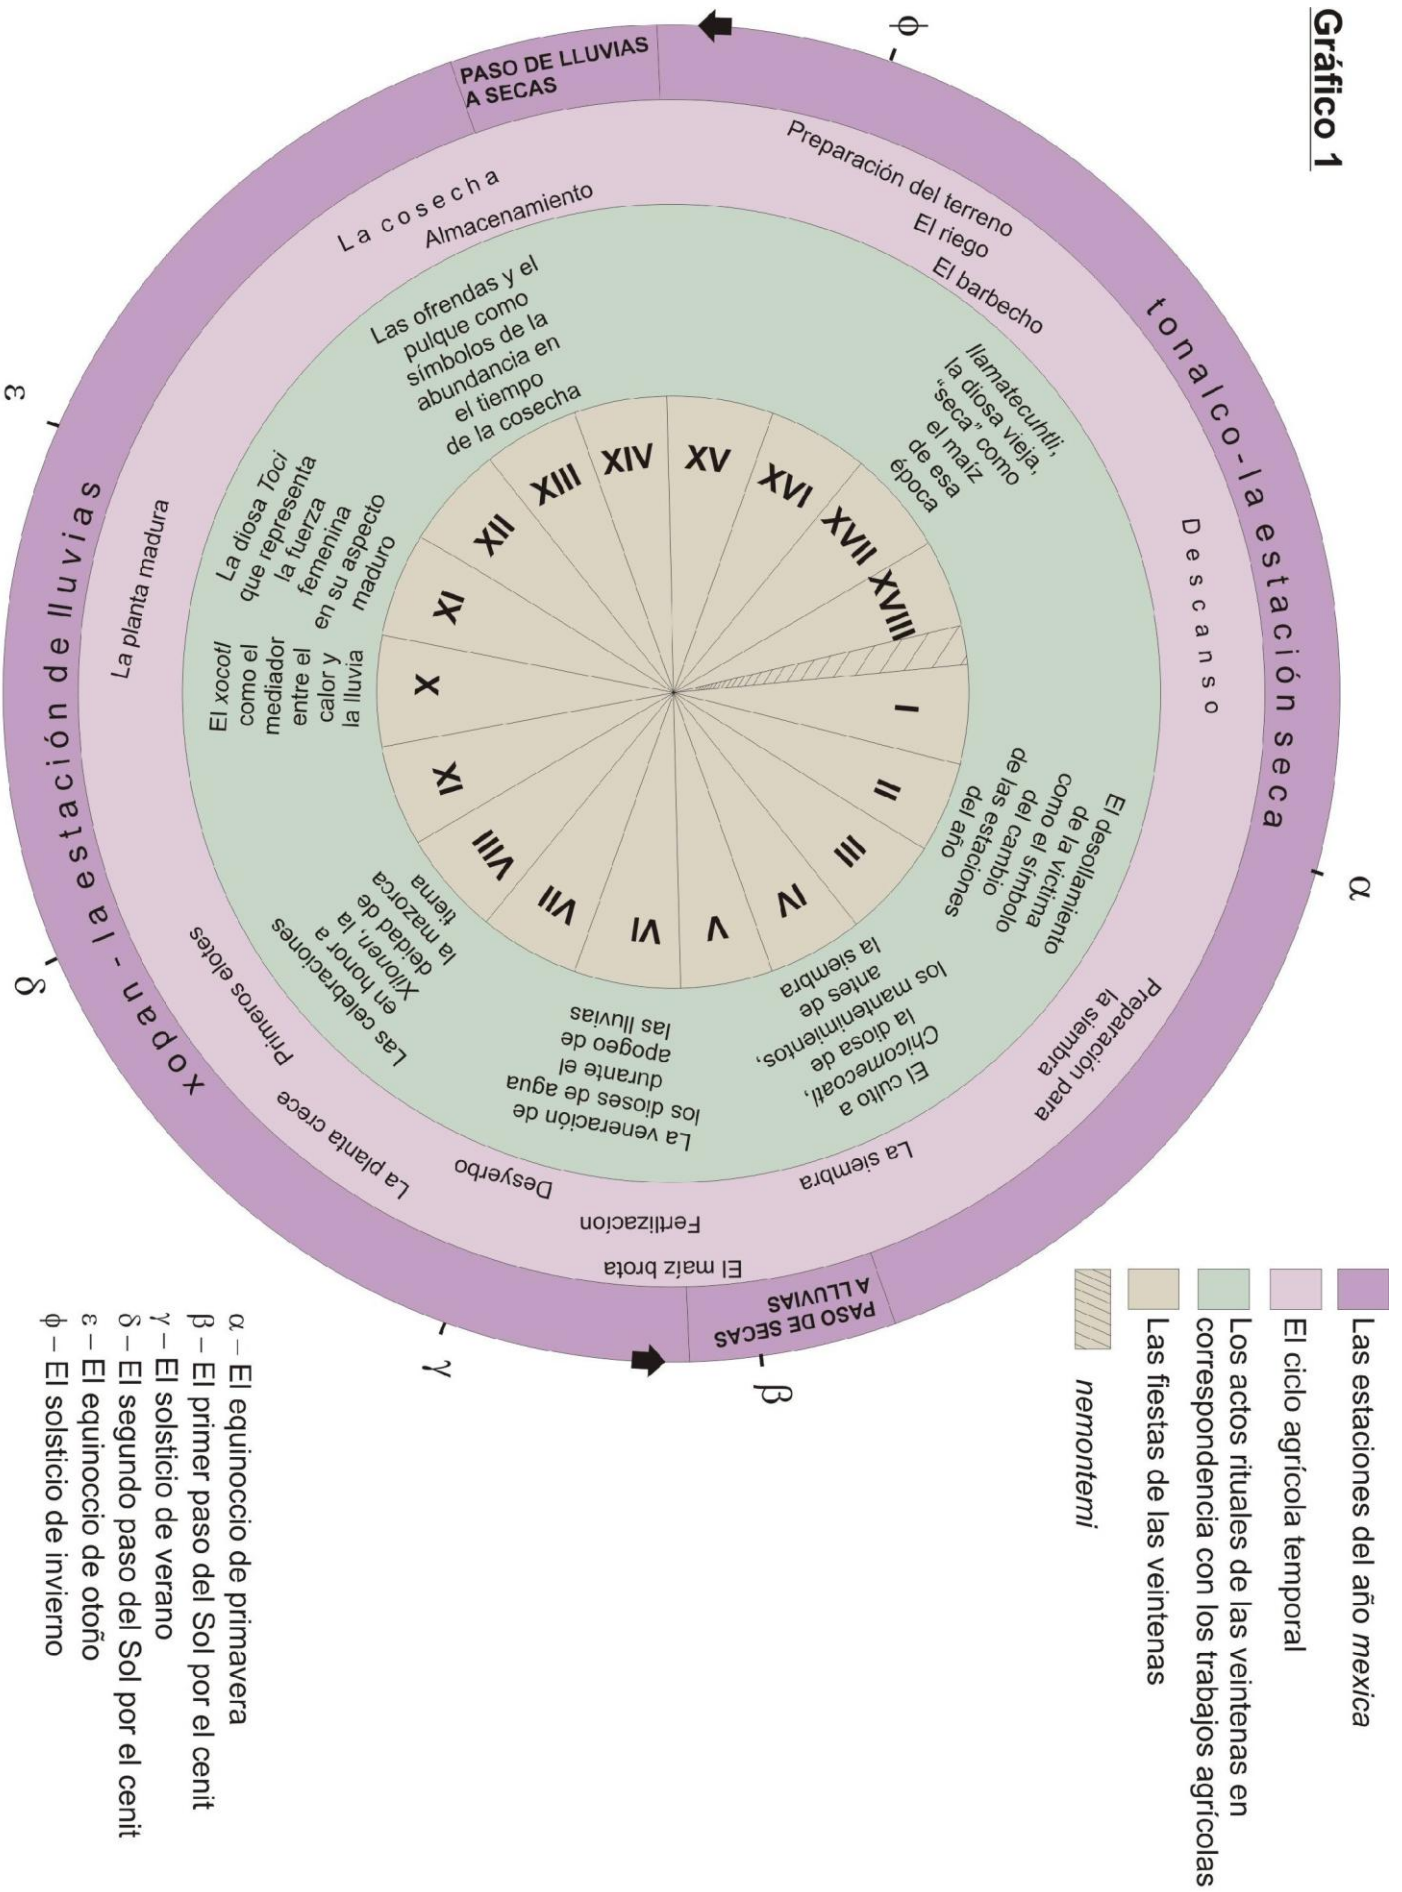 Gráfico 1
tonalco-la estación seca
PASO DE SECAS
A LLUVIAS
xopan - la estación de lluvias
PASO DE LLUVIAS
A SECAS
Preparación del terreno
El riego
El barbecho
Descanso
Preparación para
la siembra
La siembra
El maíz brota
Fertlizacíon
Desyerbo
La planta crece
Primeros elotes
La planta madura
La cosecha
Almacenamiento
llamatecuhtli,
la diosa vieja,
“seca” como
el maíz
de esa
época
El desollamiento
de la víctima
como el símbolo
del cambio
de las estaciones
del año
El culto a
Chicomecoatl,
la diosa de
los mantenimientos,
antes de
la siembra
La veneración de
los dioses de agua
durante el
apogeo de
las lluvias
Las celebraciones
en honor a
Xilonen, la
deidad de
la mazorca
tierna
El xocotl
como el
mediador
entre el
calor y
la lluvia
La diosa Toci
que representa
la fuerza
femenina
en su aspecto
maduro
Las ofrendas y el
pulque como
símbolos de la
abundancia en
el tiempo
de la cosecha
I
II
III
IV
V
VI
VII
VIII
IX
X
XI
XII
XIII
XIV
XV
XVI
XVII
XVIII
α
β
γ
δ
ε
ϕ
Las estaciones del año mexica
El ciclo agrícola temporal
Los actos rituales de las veintenas en
correspondencia con los trabajos agrícolas
Las fiestas de las veintenas
nemontemi
α – El equinoccio de primavera
β – El primer paso del Sol por el cenit
γ – El solsticio de verano
δ – El segundo paso del Sol por el cenit
ε – El equinoccio de otoño
ϕ – El solsticio de invierno